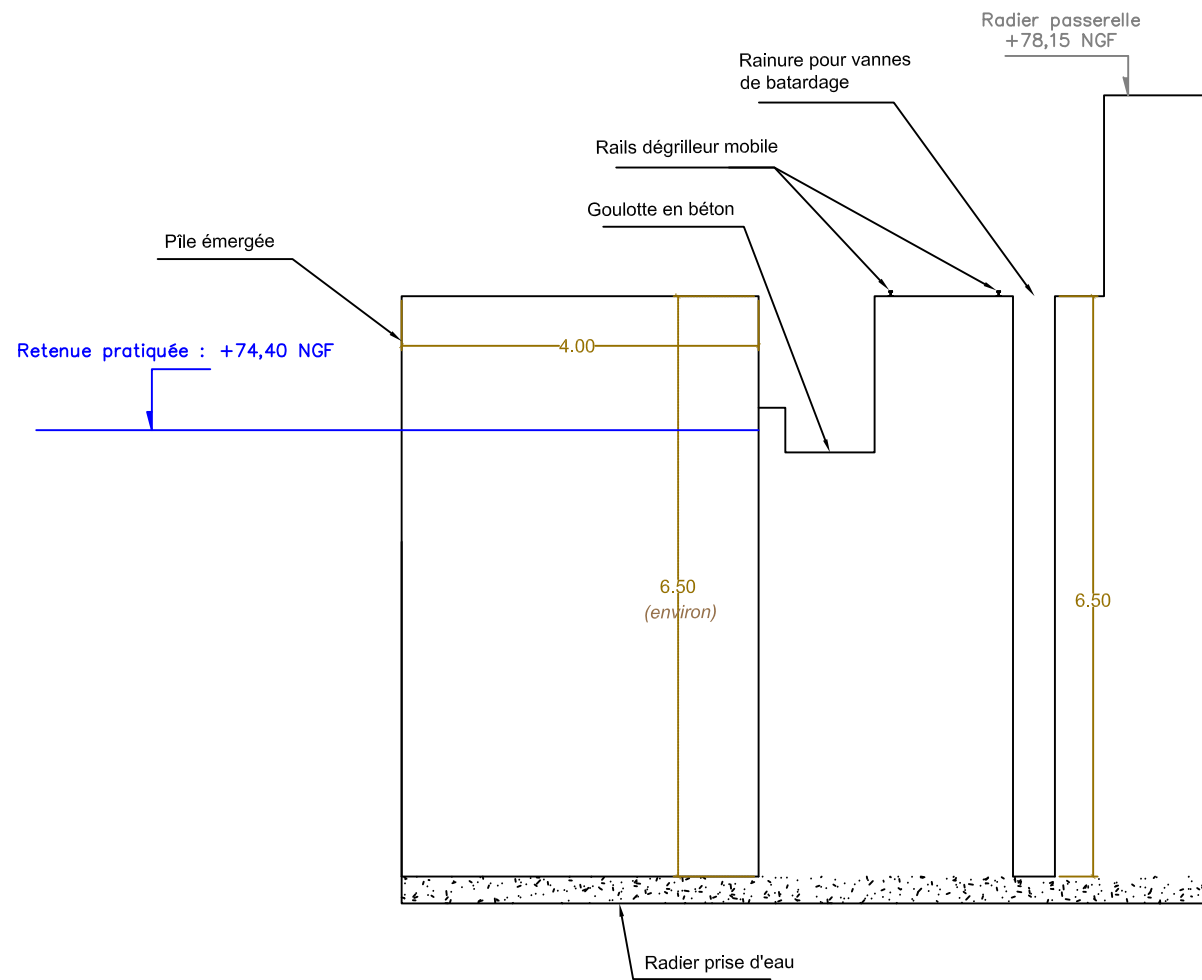 Radier passerelle
+78,15 NGF
Rainure pour vannes
de batardage
Rails dégrilleur mobile
Goulotte en béton
Pîle émergée
Retenue pratiquée : +74,40 NGF
4.00
6.50
(environ)
6.50
Radier prise d'eau